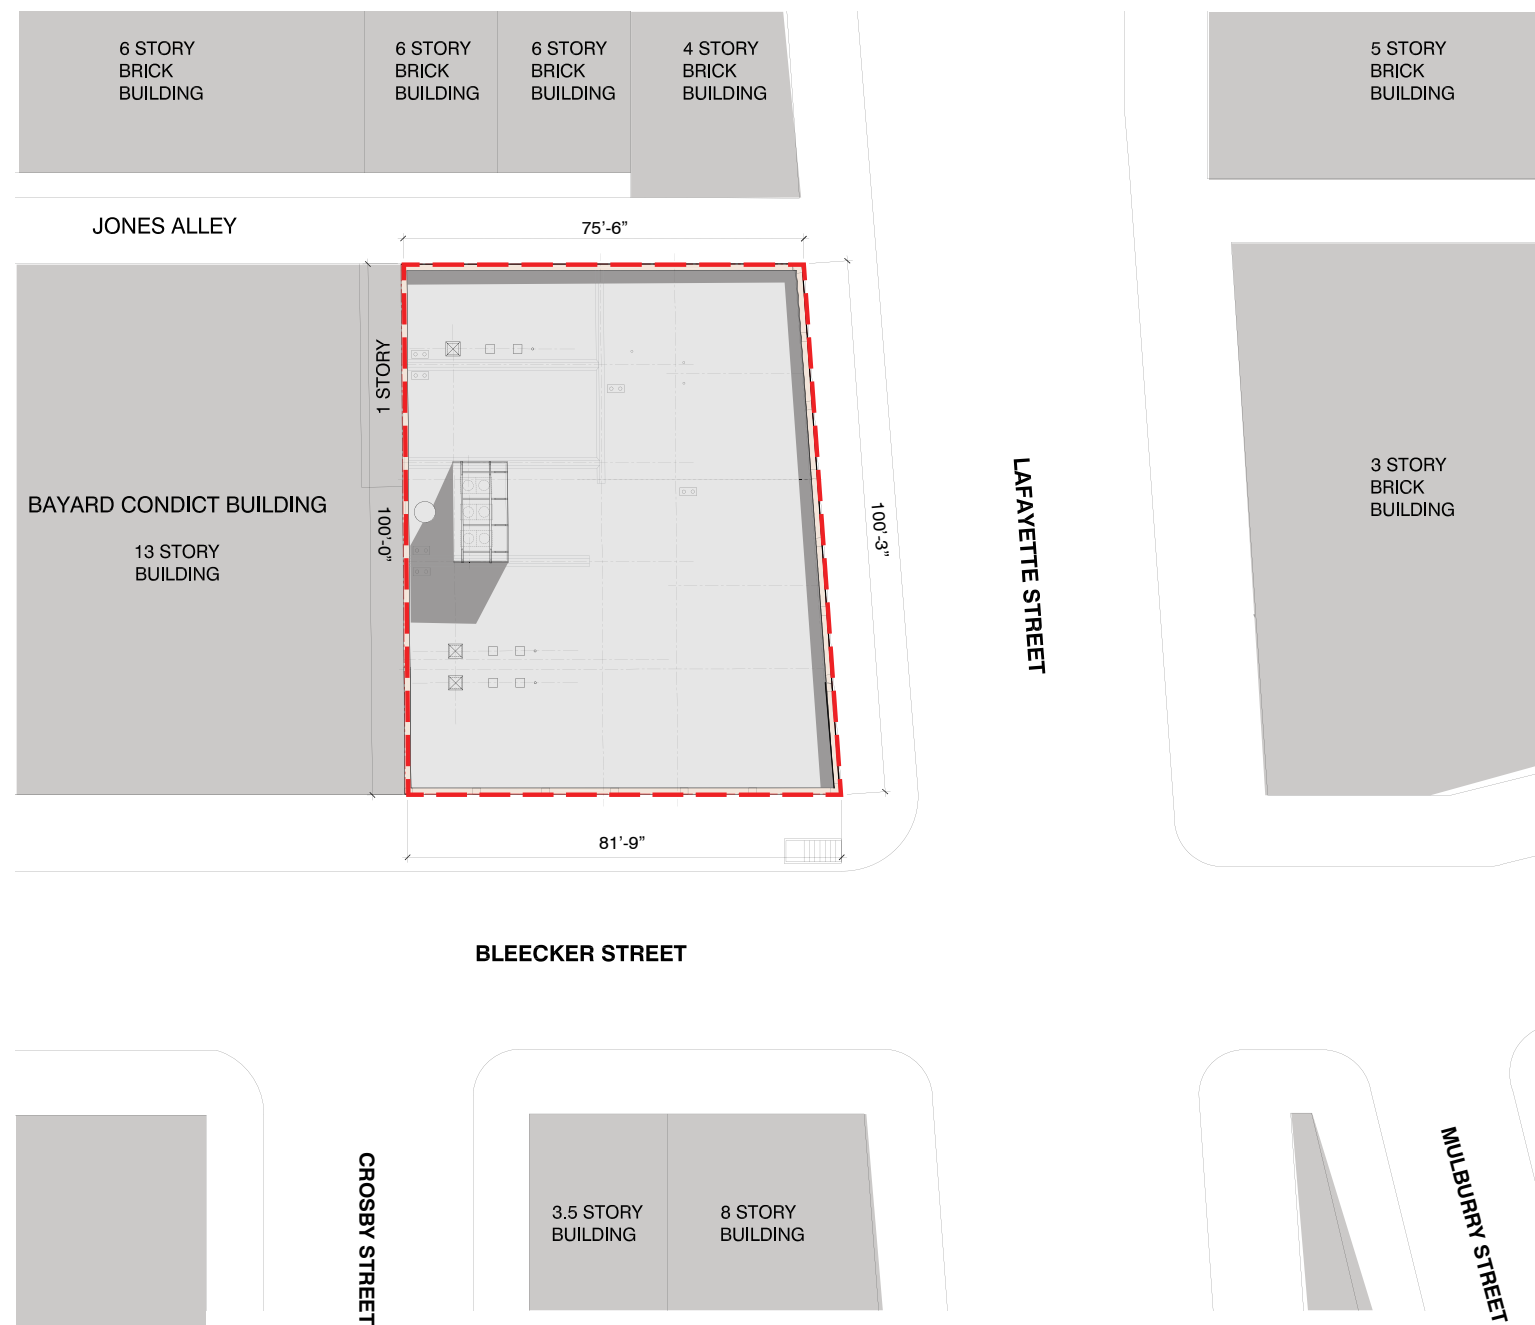 6 STORY
BRICK
BUILDING
6 STORY
BRICK
BUILDING
6 STORY
BRICK
BUILDING
4 STORY
BRICK
BUILDING
5 STORY
BRICK
BUILDING
JONES ALLEY
75’-6”
1 STORY
BAYARD CONDICT BUILDING
13 STORY
BUILDING
100’-0”
100’-3”
LAFAYETTE STREET
3 STORY
BRICK
BUILDING
81’-9”
BLEECKER STREET
CROSBY STREET
3.5 STORY
BUILDING
8 STORY
BUILDING
MULBURRY STREET